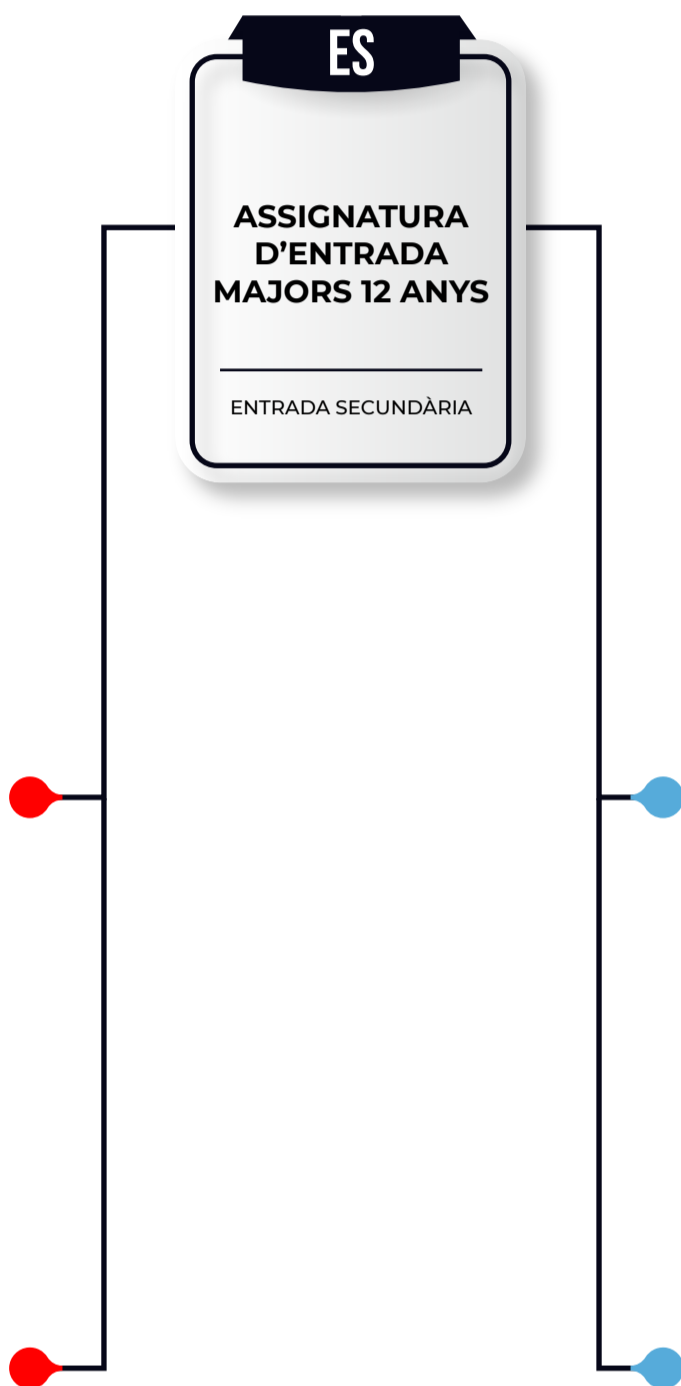 ES
ASSIGNATURA
D’ENTRADA
MAJORS 12 ANYS
ENTRADA SECUNDÀRIA